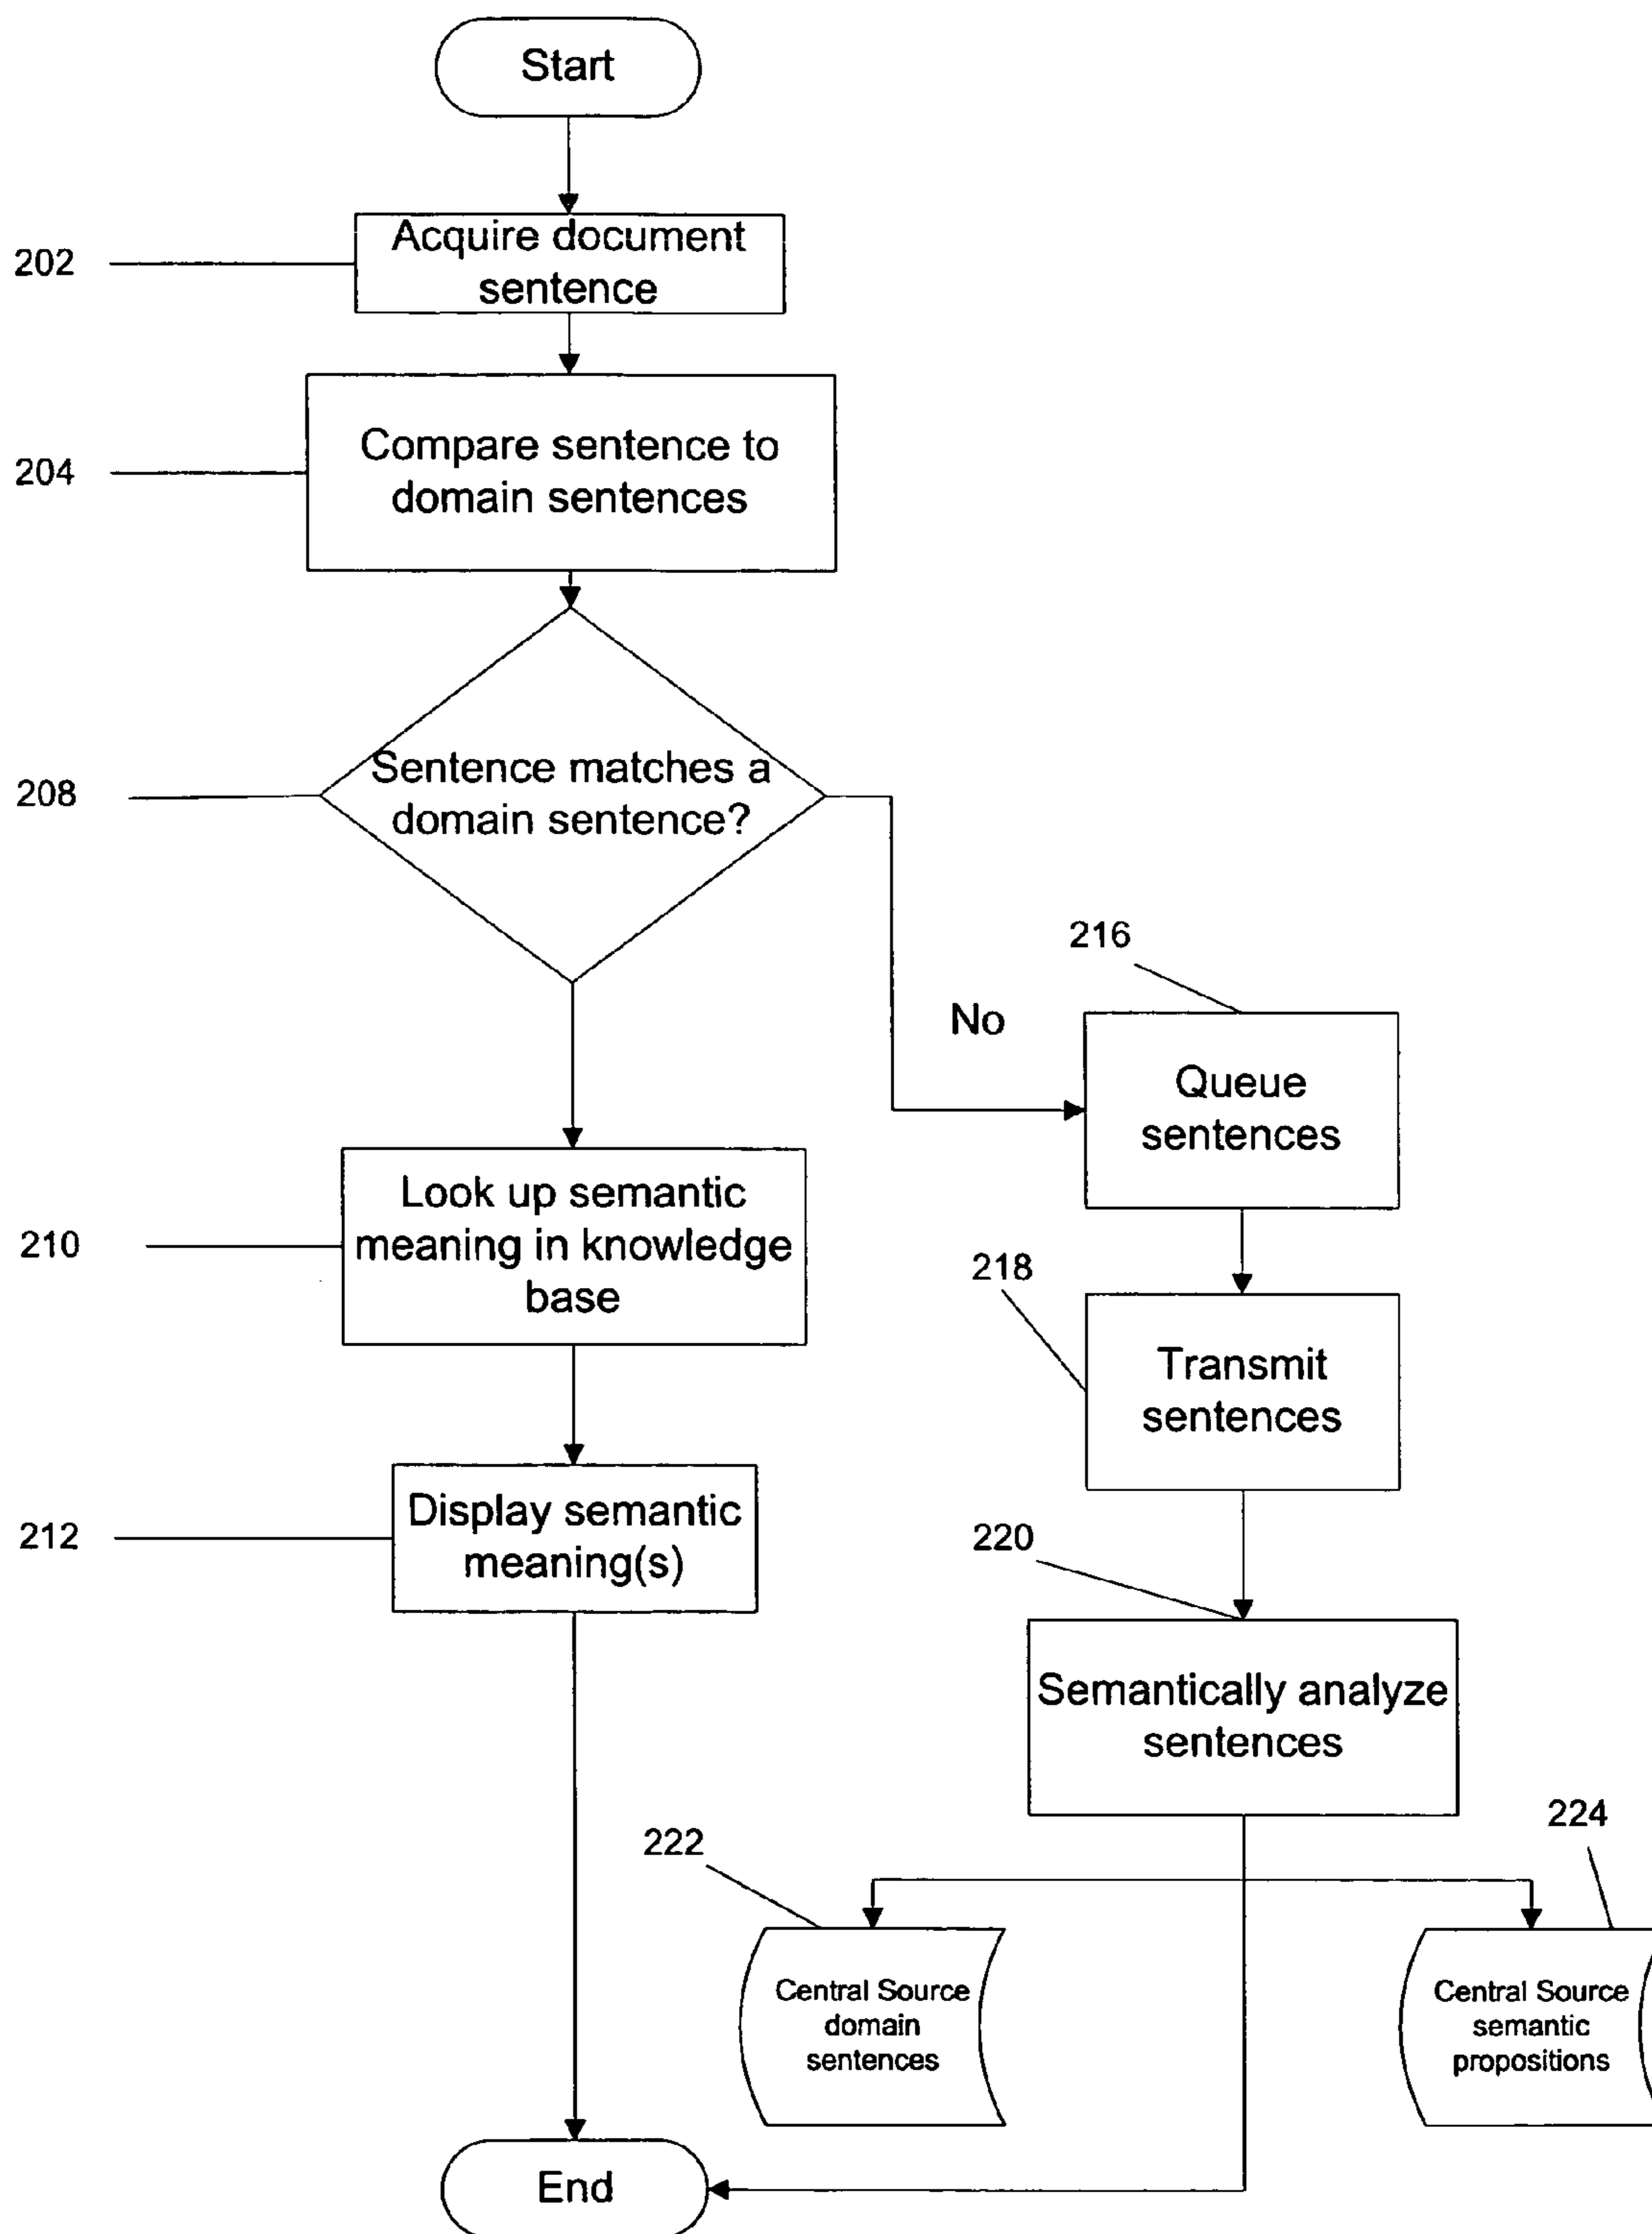 Start
202
Acquire document
sentence
204
Compare sentence to
domain sentences
208
Sentence matches a
domain sentence?
No
216
Queue
sentences
210
Look up semantic
meaning in knowledge
base
218
Transmit
sentences
212
Display semantic
meaning(s)
220
Semantically analyze
sentences
222
224
Central Source
domain
sentences
Central Source
semantic
propositions
End